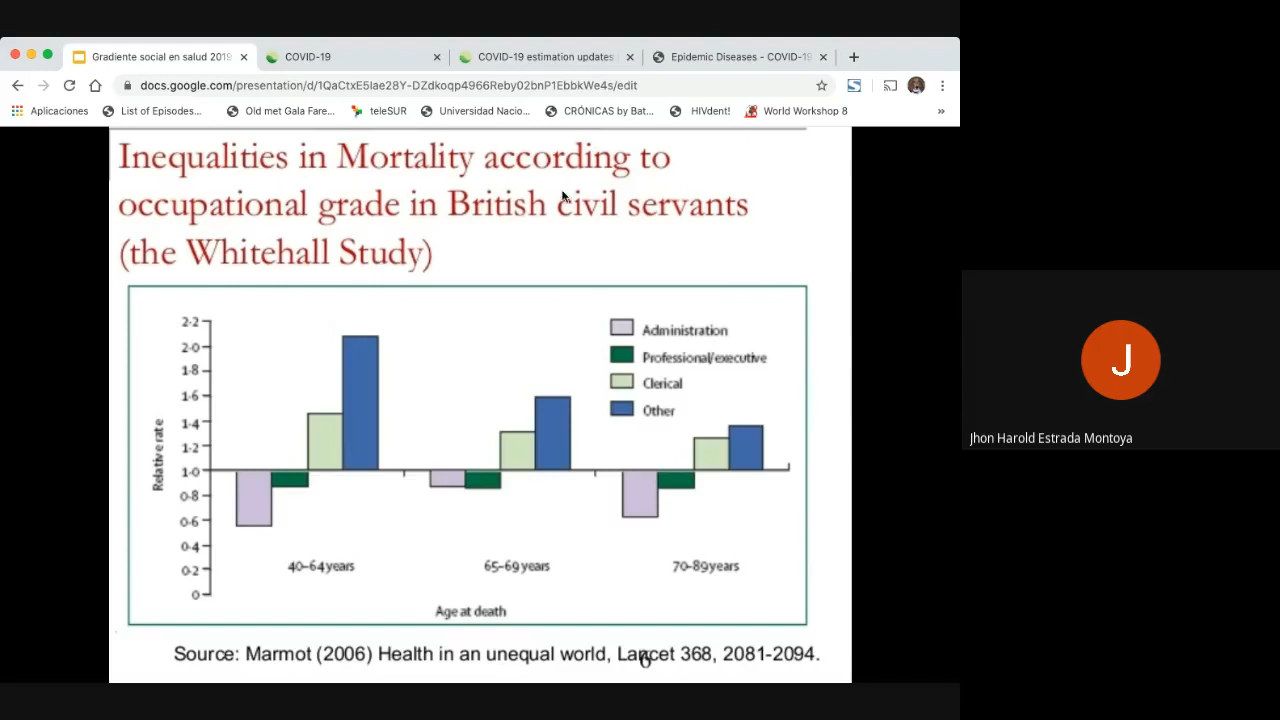 Gradiente social en salud 2019
COVID-19
COVID-19 estimation updates
Epidemic Diseases - COVID-19
docs.google.com/presentation/d/1QaCtxE5lae28Y-DZdkoqp4966Reby02bnP1EbbkWe4s/edit
Aplicaciones
List of Episodes...
Old met Gala Fare...
teleSUR
Universidad Nacio...
CRÓNICAS by Bat...
HIVdent!
World Workshop 8
»
Inequalities in Mortality according to
occupational grade in British civil servants
(the Whitehall Study)
Administration
Professional/executive
Clerical
Other
Relative rate
2·2
2·0
1·8
1·6
1·4
1·2
1·0
0·8
0·6
0·4
0·2
0
40–64 years
65–69 years
70–89 years
Age at death
Source: Marmot (2006) Health in an unequal world, Lancet 368, 2081-2094.
6
J
Jhon Harold Estrada Montoya